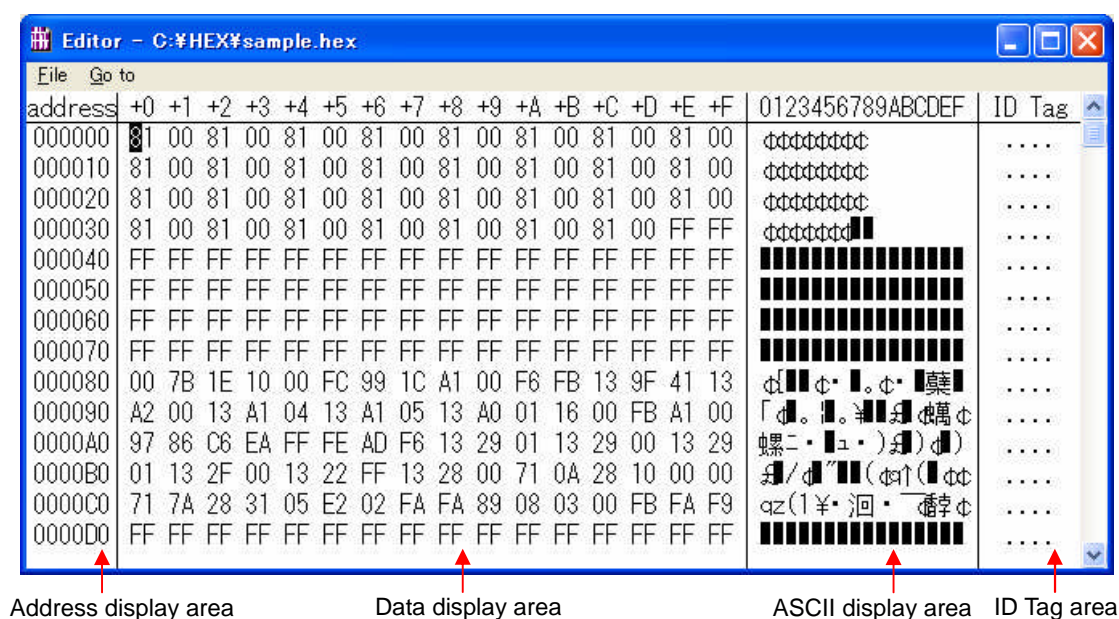 Editor - C:¥HEX¥sample.hex
File Go to
address +0 +1 +2 +3 +4 +5 +6 +7 +8 +9 +A +B +C +D +E +F 0123456789ABCDEF ID Tag
000000 81 00 81 00 81 00 81 00 81 00 81 00 81 00 81 00 ¢¢¢¢¢¢¢¢ ....
000010 81 00 81 00 81 00 81 00 81 00 81 00 81 00 81 00 ¢¢¢¢¢¢¢¢ ....
000020 81 00 81 00 81 00 81 00 81 00 81 00 81 00 81 00 ¢¢¢¢¢¢¢¢ ....
000030 81 00 81 00 81 00 81 00 81 00 81 00 81 00 FF FF ¢¢¢¢¢¢¢ ....
000040 FF FF FF FF FF FF FF FF FF FF FF FF FF FF FF FF ....
000050 FF FF FF FF FF FF FF FF FF FF FF FF FF FF FF FF ....
000060 FF FF FF FF FF FF FF FF FF FF FF FF FF FF FF FF ....
000070 FF FF FF FF FF FF FF FF FF FF FF FF FF FF FF FF ....
000080 00 7B 1E 10 00 FC 99 1C A1 00 F6 FB 13 9F 41 13 ....
000090 A2 00 13 A1 04 13 A1 05 13 A0 01 16 00 FB A1 00 ....
0000A0 97 86 C6 EA FF FE AD F6 13 29 01 13 29 00 13 29 ....
0000B0 01 13 2F 00 13 22 FF 13 28 00 71 0A 28 10 00 00 ....
0000C0 71 7A 28 31 05 E2 02 FA FA 89 08 03 00 FB FA F9 ....
0000D0 FF FF FF FF FF FF FF FF FF FF FF FF FF FF FF FF ....
Address display area Data display area ASCII display area ID Tag area